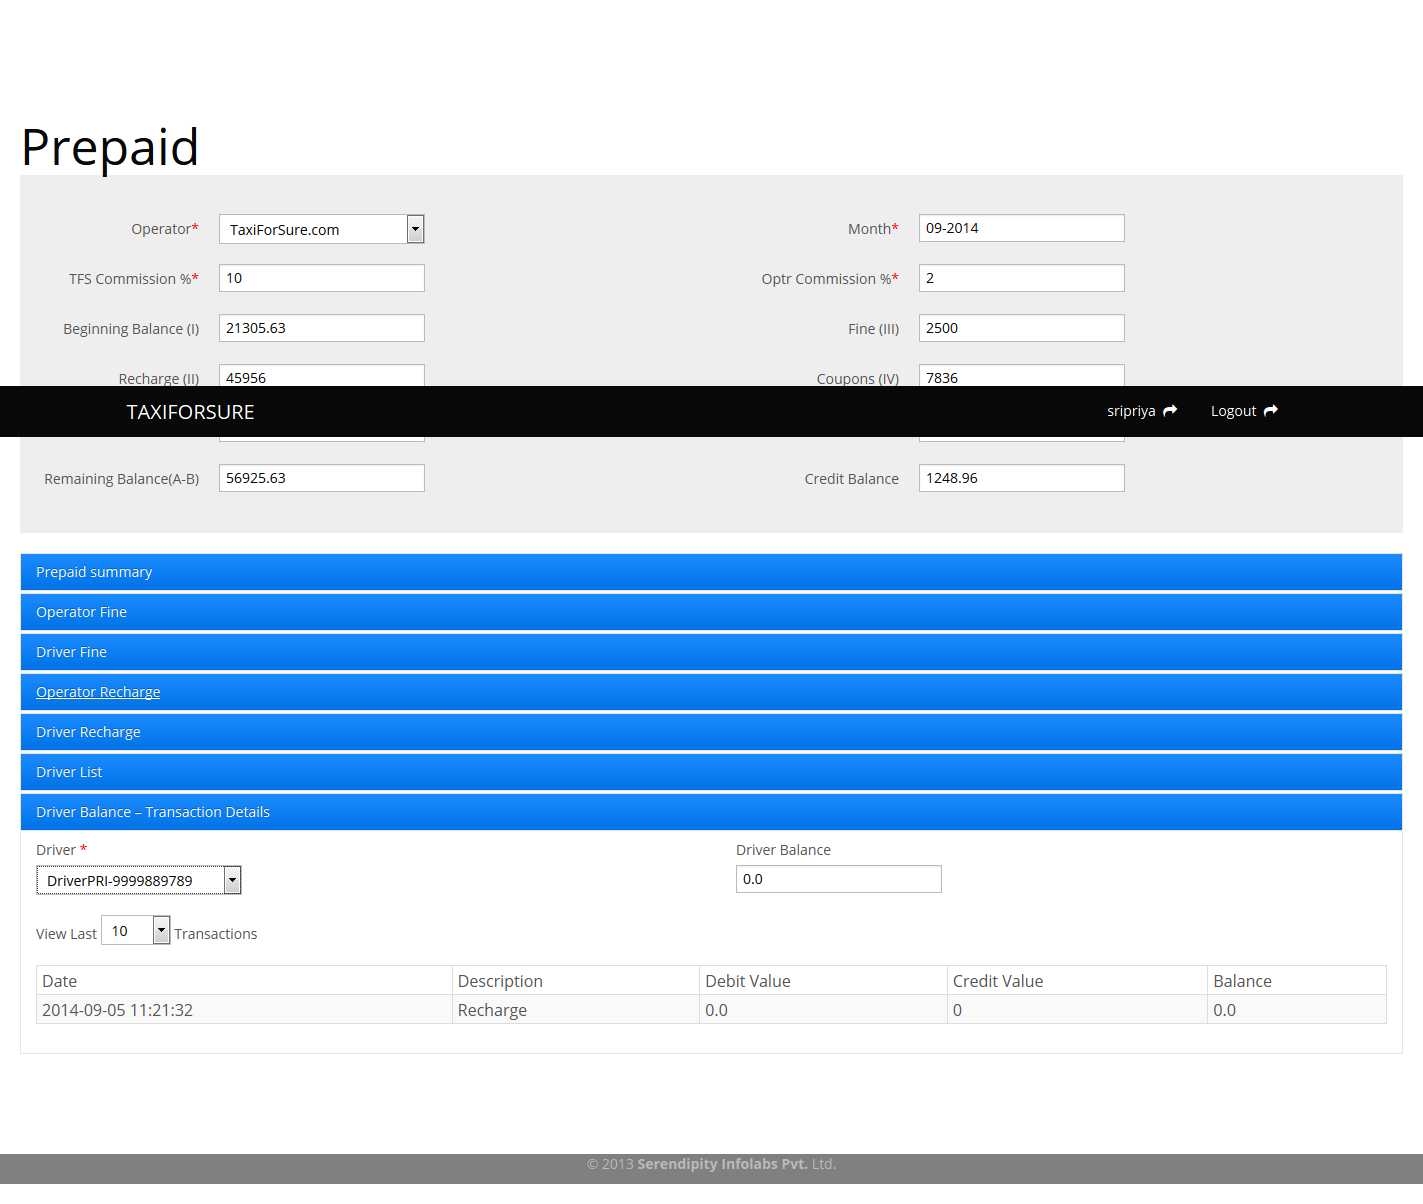 Prepaid
Operator* TaxiForSure.com Month* 09-2014
TFS Commission %* 10 Optr Commission %* 2
Beginning Balance (I) 21305.63 Fine (III) 2500
Recharge (II) 45956 Coupons (IV) 7836
TAXIFORSURE sripriya Logout
Remaining Balance(A-B) 56925.63 Credit Balance 1248.96
Prepaid summary
Operator Fine
Driver Fine
Operator Recharge
Driver Recharge
Driver List
Driver Balance – Transaction Details
Driver * Driver Balance
DriverPRI-9999889789 0.0
View Last 10 Transactions
Date Description Debit Value Credit Value Balance
2014-09-05 11:21:32 Recharge 0.0 0 0.0
© 2013 Serendipity Infolabs Pvt. Ltd.